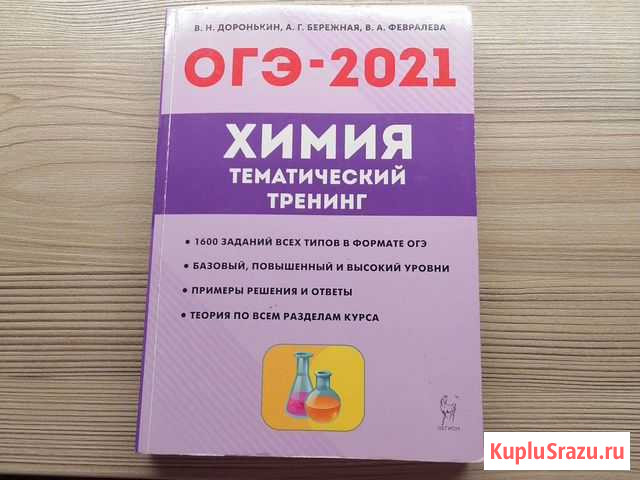 В. Н. ДОРОНЬКИН, А. Г. БЕРЕЖНАЯ, В. А. ФЕВРАЛЕВА
ОГЭ-2021
ХИМИЯ
ТЕМАТИЧЕСКИЙ
ТРЕНИНГ
• 1600 ЗАДАНИЙ ВСЕХ ТИПОВ В ФОРМАТЕ ОГЭ
• БАЗОВЫЙ, ПОВЫШЕННЫЙ И ВЫСОКИЙ УРОВНИ
• ПРИМЕРЫ РЕШЕНИЯ И ОТВЕТЫ
• ТЕОРИЯ ПО ВСЕМ РАЗДЕЛАМ КУРСА
ЛЕГИОН
KupluSrazu.ru